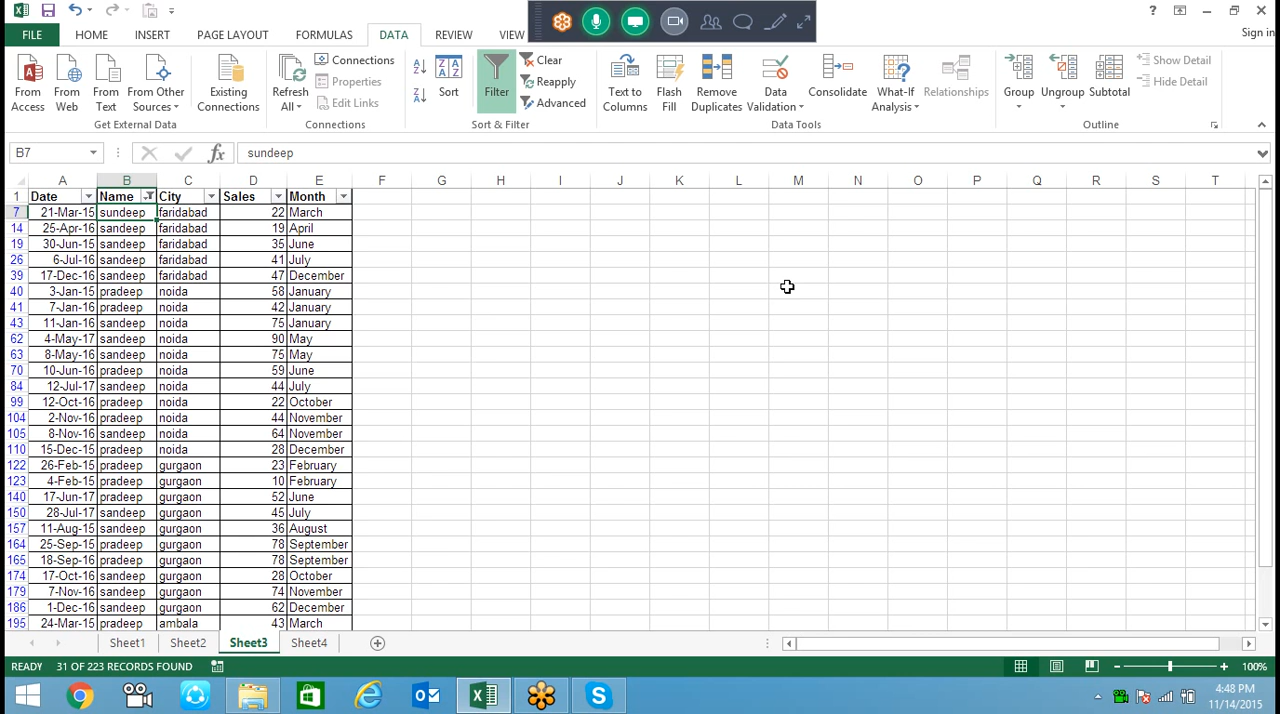 ?
Sign in
FILE HOME INSERT PAGE LAYOUT FORMULAS DATA REVIEW VIEW
From Access
From Web
From Text
From Other Sources
Existing Connections
Get External Data
Refresh All
Connections
Properties
Edit Links
Connections
Sort
Filter
Clear
Reapply
Advanced
Sort & Filter
Text to Columns
Flash Fill
Remove Duplicates
Data Validation
Consolidate
What-If Analysis
Relationships
Data Tools
Group
Ungroup
Subtotal
Show Detail
Hide Detail
Outline
B7 fx sundeep
A B C D E F G H I J K L M N O P Q R S T
1 Date Name City Sales Month
7 21-Mar-15 sundeep faridabad 22 March
14 25-Apr-16 sandeep faridabad 19 April
19 30-Jun-15 sandeep faridabad 35 June
26 6-Jul-16 sandeep faridabad 41 July
39 17-Dec-16 sandeep faridabad 47 December
40 3-Jan-15 pradeep noida 58 January
41 7-Jan-16 pradeep noida 42 January
43 11-Jan-16 sandeep noida 75 January
62 4-May-17 sandeep noida 90 May
63 8-May-16 sandeep noida 75 May
70 10-Jun-16 pradeep noida 59 June
84 12-Jul-17 sandeep noida 44 July
99 12-Oct-16 pradeep noida 22 October
104 2-Nov-16 pradeep noida 44 November
105 8-Nov-16 sandeep noida 64 November
110 15-Dec-15 pradeep noida 28 December
122 26-Feb-15 pradeep gurgaon 23 February
123 4-Feb-15 pradeep gurgaon 10 February
140 17-Jun-17 pradeep gurgaon 52 June
150 28-Jul-17 sandeep gurgaon 45 July
157 11-Aug-15 sandeep gurgaon 36 August
164 25-Sep-15 pradeep gurgaon 78 September
165 18-Sep-16 pradeep gurgaon 78 September
174 17-Oct-16 sandeep gurgaon 28 October
179 7-Nov-16 sandeep gurgaon 74 November
186 1-Dec-16 sandeep gurgaon 62 December
195 24-Mar-15 pradeep ambala 43 March
Sheet1 Sheet2 Sheet3 Sheet4
READY 31 OF 223 RECORDS FOUND 100%
4:48 PM
11/14/2015